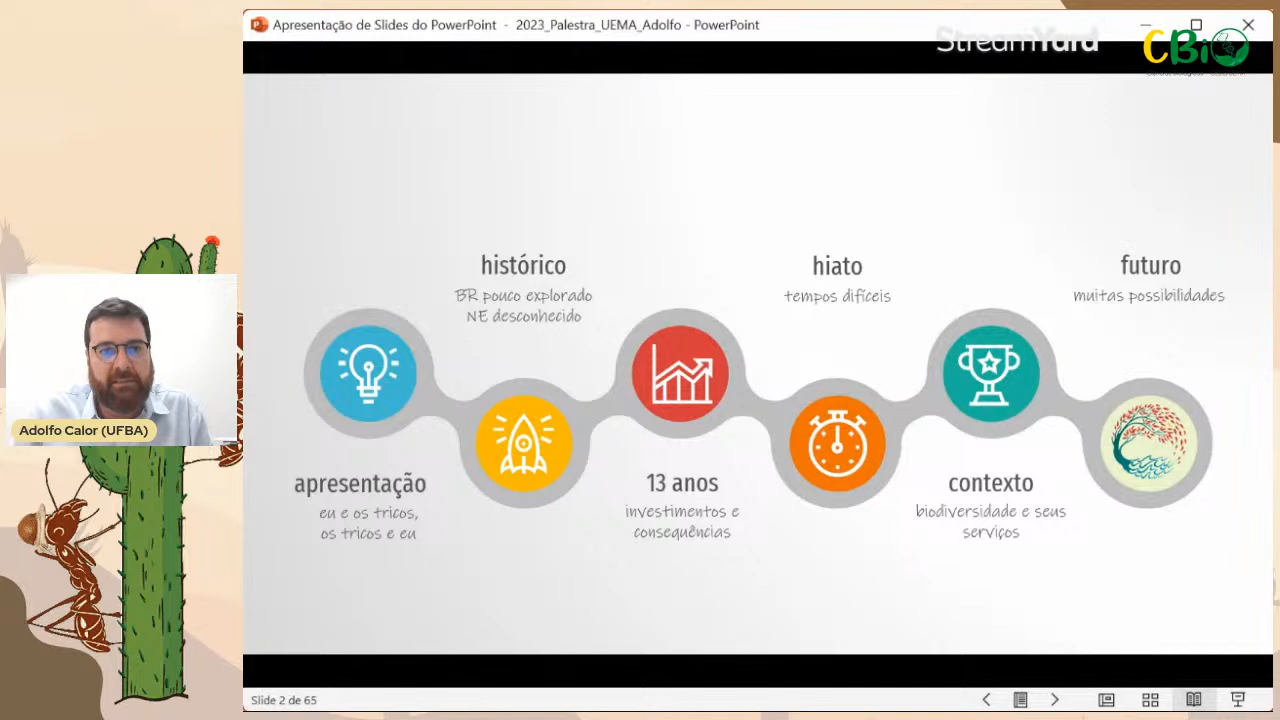 Apresentação de Slides do PowerPoint - 2023_Palestra_UEMA_Adolfo - PowerPoint
StreamYard
CBiO
histórico
BR pouco explorado
NE desconhecido
hiato
tempos difíceis
futuro
muitas possibilidades
Adolfo Calor (UFBA)
apresentação
eu e os tricos,
os tricos e eu
13 anos
investimentos e
consequências
contexto
biodiversidade e seus
serviços
Slide 2 de 65